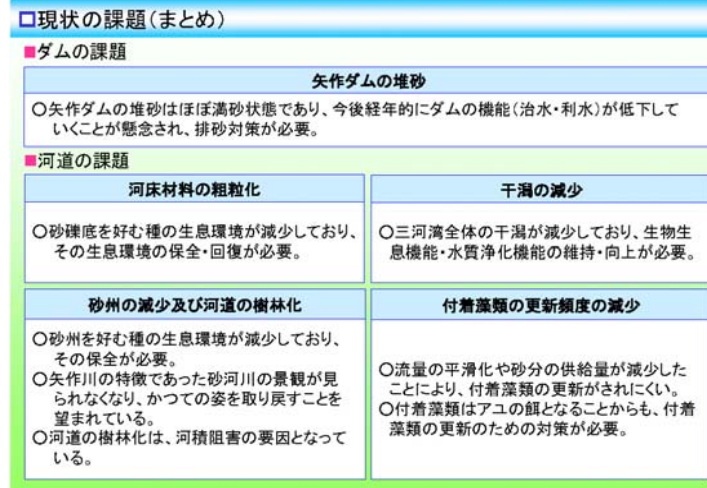 □現状の課題(まとめ)
■ダムの課題
矢作ダムの堆砂
○矢作ダムの堆砂はほぼ満砂状態であり、今後経年的にダムの機能(治水・利水)が低下して
いくことが懸念され、排砂対策が必要。
■河道の課題
河床材料の粗粒化
○砂礫底を好む種の生息環境が減少しており、
その生息環境の保全・回復が必要。
干潟の減少
○三河湾全体の干潟が減少しており、生物生
息機能・水質浄化機能の維持・向上が必要。
砂州の減少及び河道の樹林化
○砂州を好む種の生息環境が減少しており、
その保全が必要。
○矢作川の特徴であった砂河川の景観が見
られなくなり、かつての姿を取り戻すことを
望まれている。
○河道の樹林化は、河積阻害の要因となって
いる。
付着藻類の更新頻度の減少
○流量の平滑化や砂分の供給量が減少した
ことにより、付着藻類の更新がされにくい。
○付着藻類はアユの餌となることからも、付着
藻類の更新のための対策が必要。